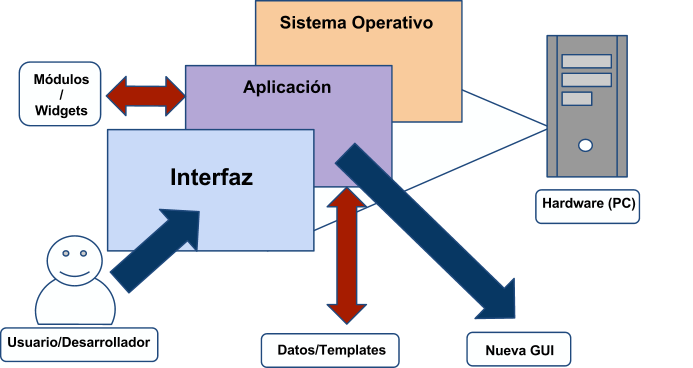 Sistema Operativo
Módulos
/
Widgets
Aplicación
Interfaz
Hardware (PC)
Usuario/Desarrollador
Datos/Templates
Nueva GUI